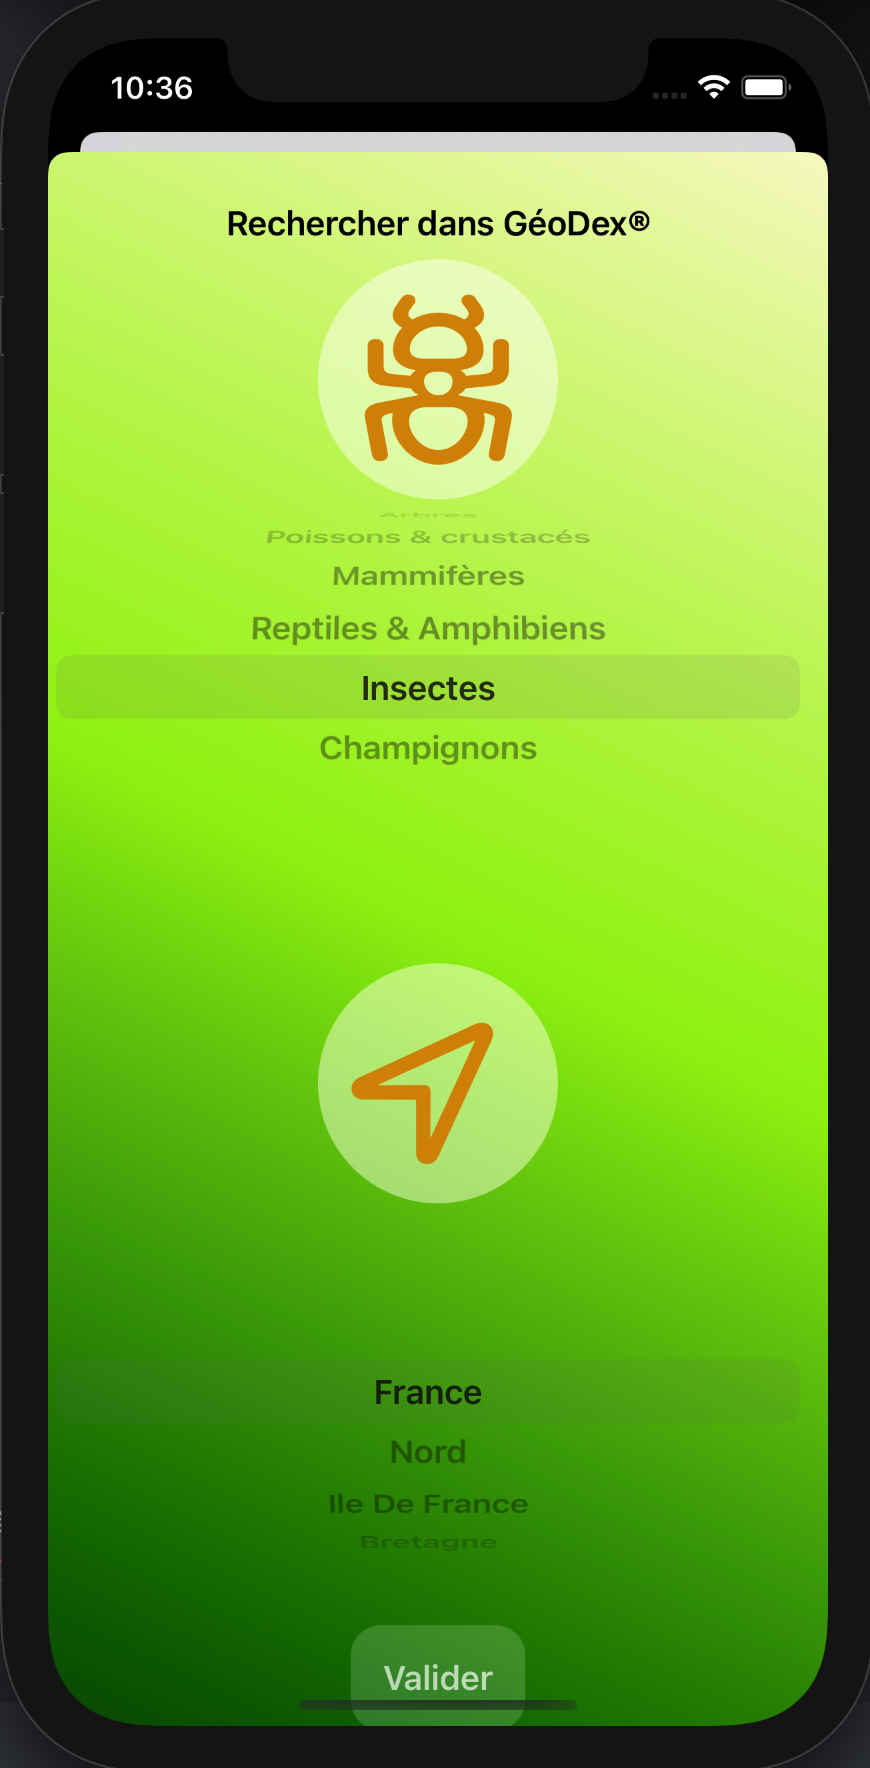 10:36
Rechercher dans GéoDex®
Arbres
Poissons & crustacés
Mammifères
Reptiles & Amphibiens
Insectes
Champignons
France
Nord
Ile De France
Bretagne
Valider